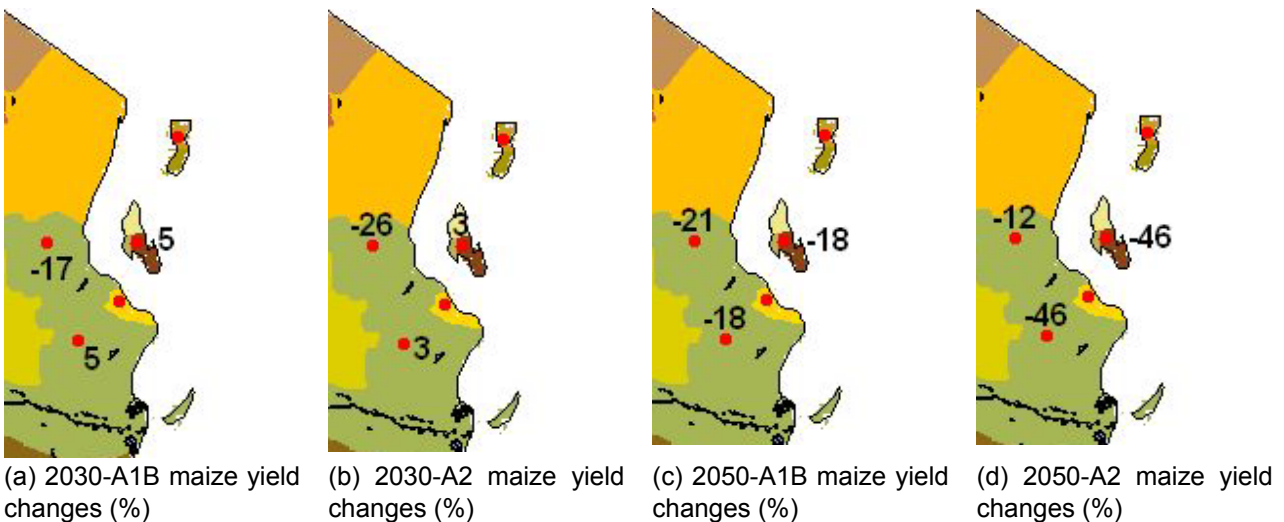 5
-17
5
(a) 2030-A1B maize yield
changes (%)
3
-26
3
(b) 2030-A2 maize yield
changes (%)
-21
-18
-18
(c) 2050-A1B maize yield
changes (%)
-12
-46
-46
(d) 2050-A2 maize yield
changes (%)